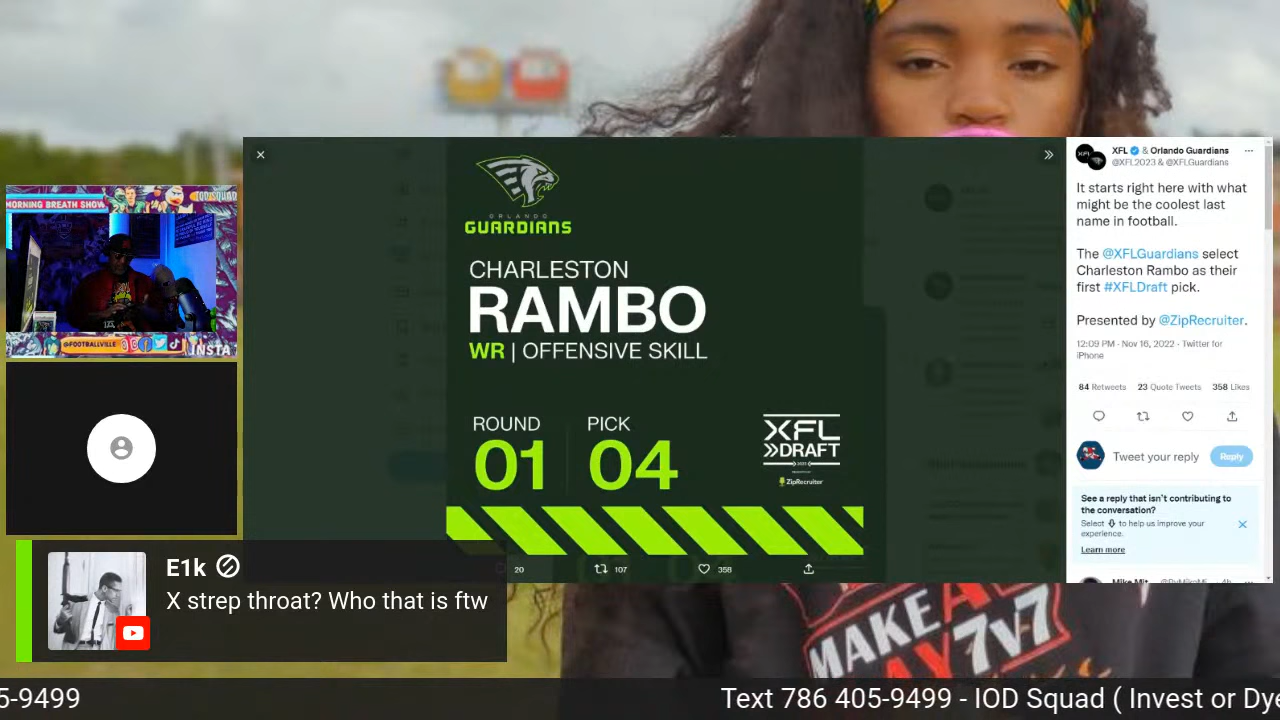 MORNING BREATH SHOW
IOD SQUAD
@FOOTBALLVILLE
INSTA
ORLANDO
GUARDIANS
CHARLESTON
RAMBO
WR | OFFENSIVE SKILL
ROUND
PICK
01
04
XFL
DRAFT
ZipRecruiter
20
107
358
XFL & Orlando Guardians
@XFL2023 & @XFLGuardians
It starts right here with what
might be the coolest last
name in football.
The @XFLGuardians select
Charleston Rambo as their
first #XFLDraft pick.
Presented by @ZipRecruiter.
12:09 PM · Nov 16, 2022 · Twitter for
iPhone
84 Retweets 23 Quote Tweets 358 Likes
Tweet your reply
Reply
See a reply that isn't contributing to
the conversation?
Select to help us improve your
experience.
Learn more
E1k
X strep throat? Who that is ftw
MAKE
7v7
5-9499
Text 786 405-9499 - IOD Squad ( Invest or Dye